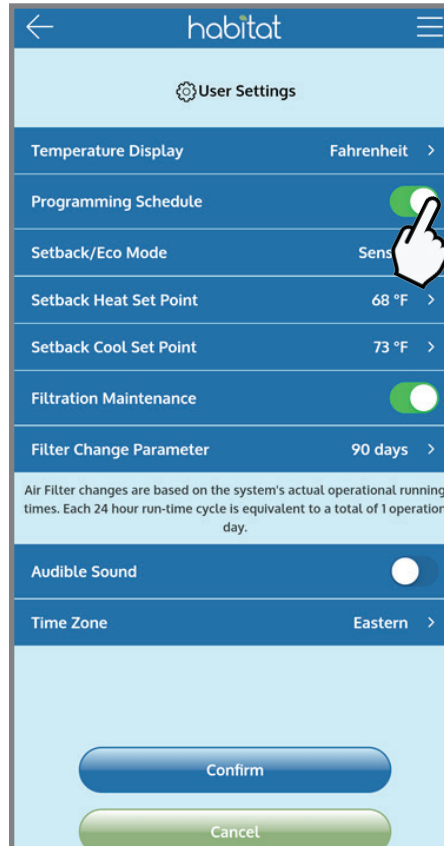 habitat
User Settings
Temperature Display Fahrenheit >
Programming Schedule
Setback/Eco Mode
Setback Heat Set Point 68 °F >
Setback Cool Set Point 73 °F >
Filtration Maintenance
Filter Change Parameter 90 days >
Air Filter changes are based on the system's actual operational running
times. Each 24 hour run-time cycle is equivalent to a total of 1 operation
day.
Audible Sound
Time Zone Eastern >
Confirm
Cancel